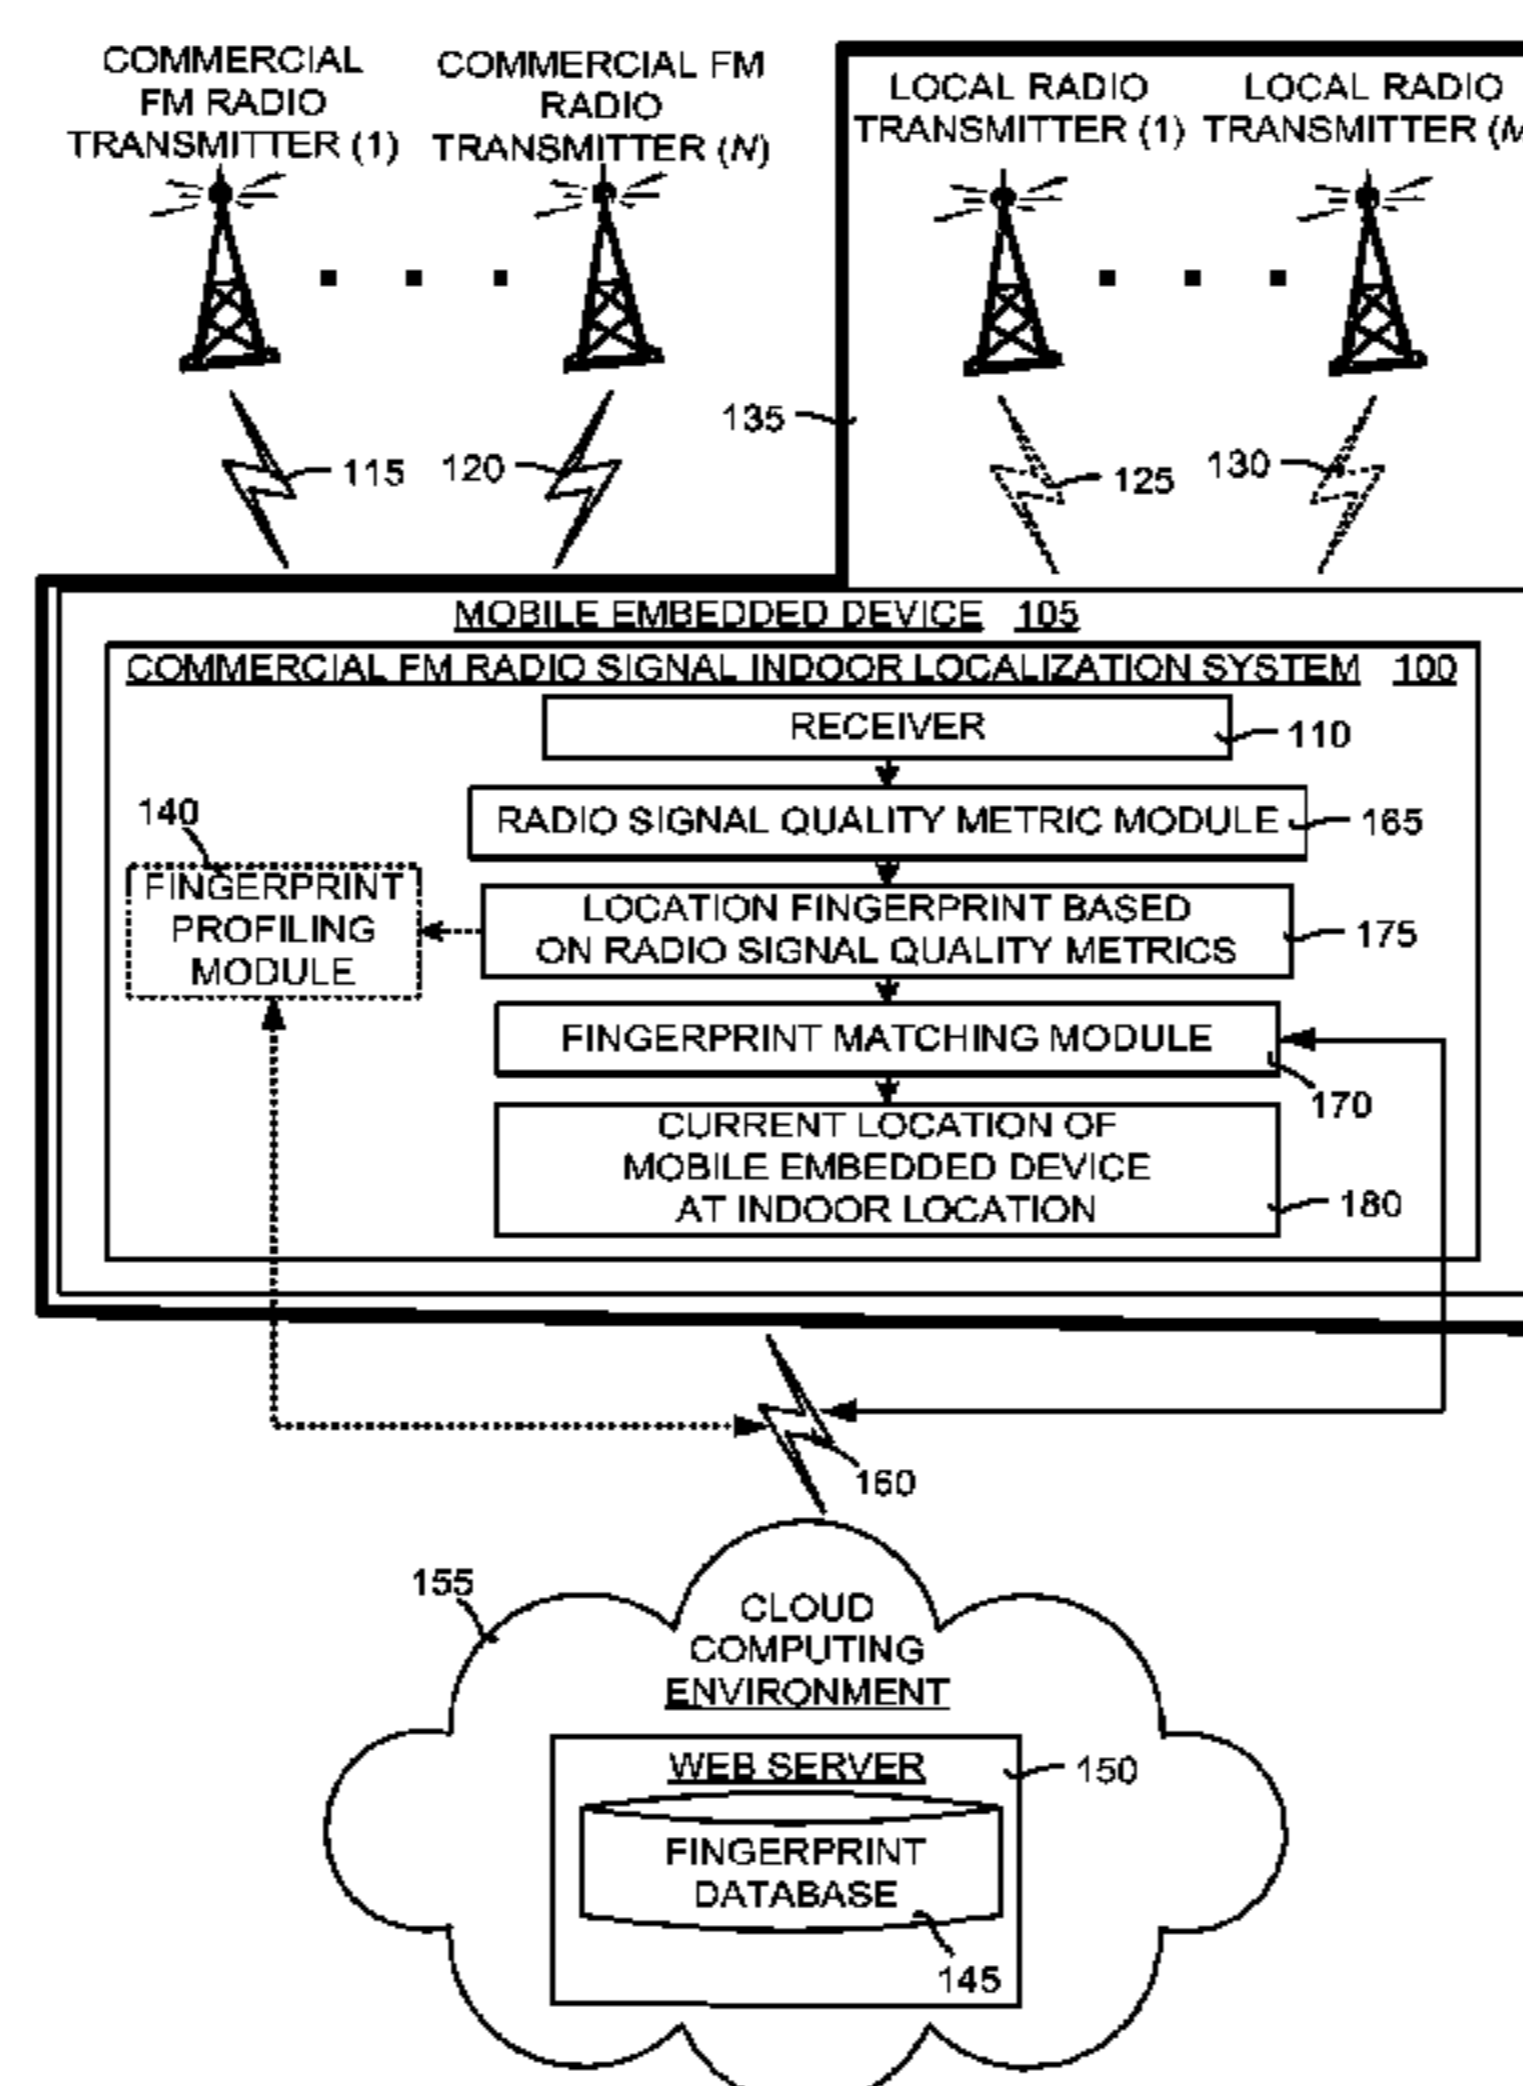 COMMERCIAL
FM RADIO
TRANSMITTER (1)
COMMERCIAL FM
RADIO
TRANSMITTER (N)
LOCAL RADIO
TRANSMITTER (1)
LOCAL RADIO
TRANSMITTER (M
135
115
120
125
130
MOBILE EMBEDDED DEVICE 105
COMMERCIAL FM RADIO SIGNAL INDOOR LOCALIZATION SYSTEM 100
RECEIVER
110
RADIO SIGNAL QUALITY METRIC MODULE
165
140
FINGERPRINT
PROFILING
MODULE
LOCATION FINGERPRINT BASED
ON RADIO SIGNAL QUALITY METRICS
175
FINGERPRINT MATCHING MODULE
170
CURRENT LOCATION OF
MOBILE EMBEDDED DEVICE
AT INDOOR LOCATION
180
160
155
CLOUD
COMPUTING
ENVIRONMENT
WEB SERVER
150
FINGERPRINT
DATABASE
145